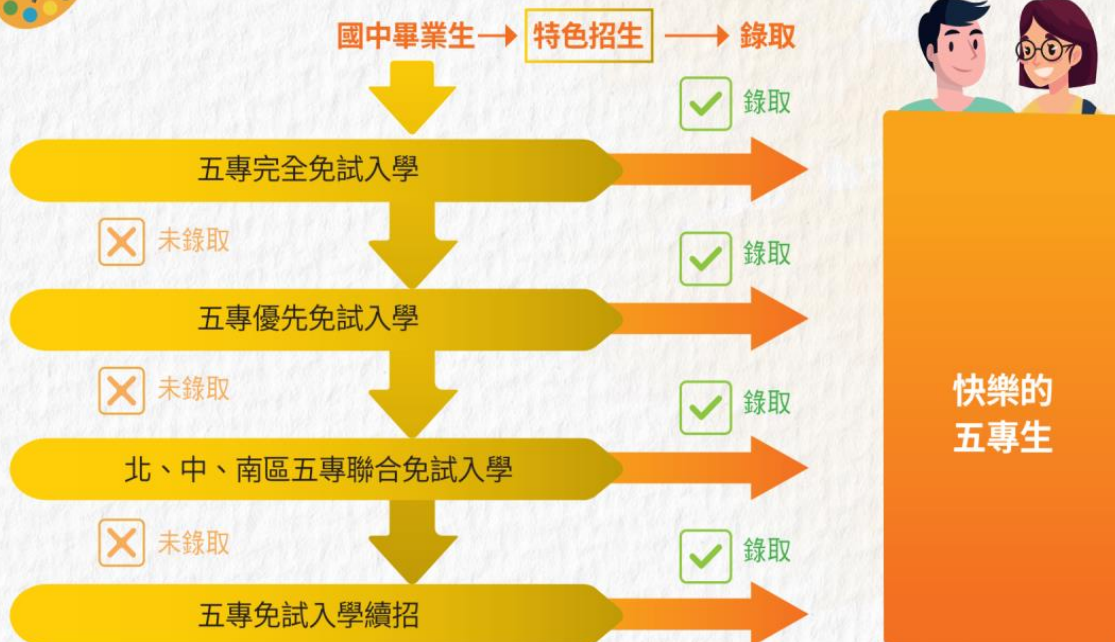 國中畢業生→ 特色招生 → 錄取
錄取
五專完全免試入學
未錄取
錄取
五專優先免試入學
未錄取
錄取
北、中、南區五專聯合免試入學
未錄取
錄取
五專免試入學續招
快樂的
五專生